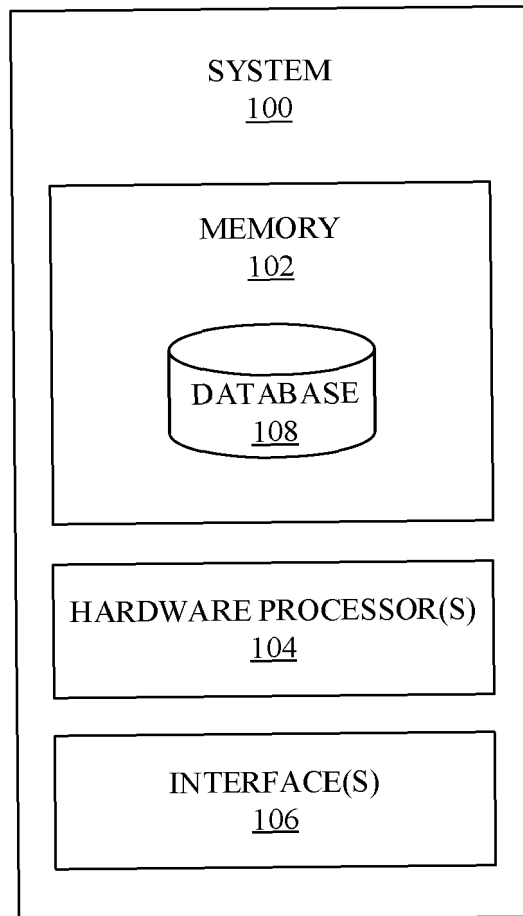 SYSTEM
100
MEMORY
102
DATABASE
108
HARDWARE PROCESSOR(S)
104
INTERFACE(S)
106